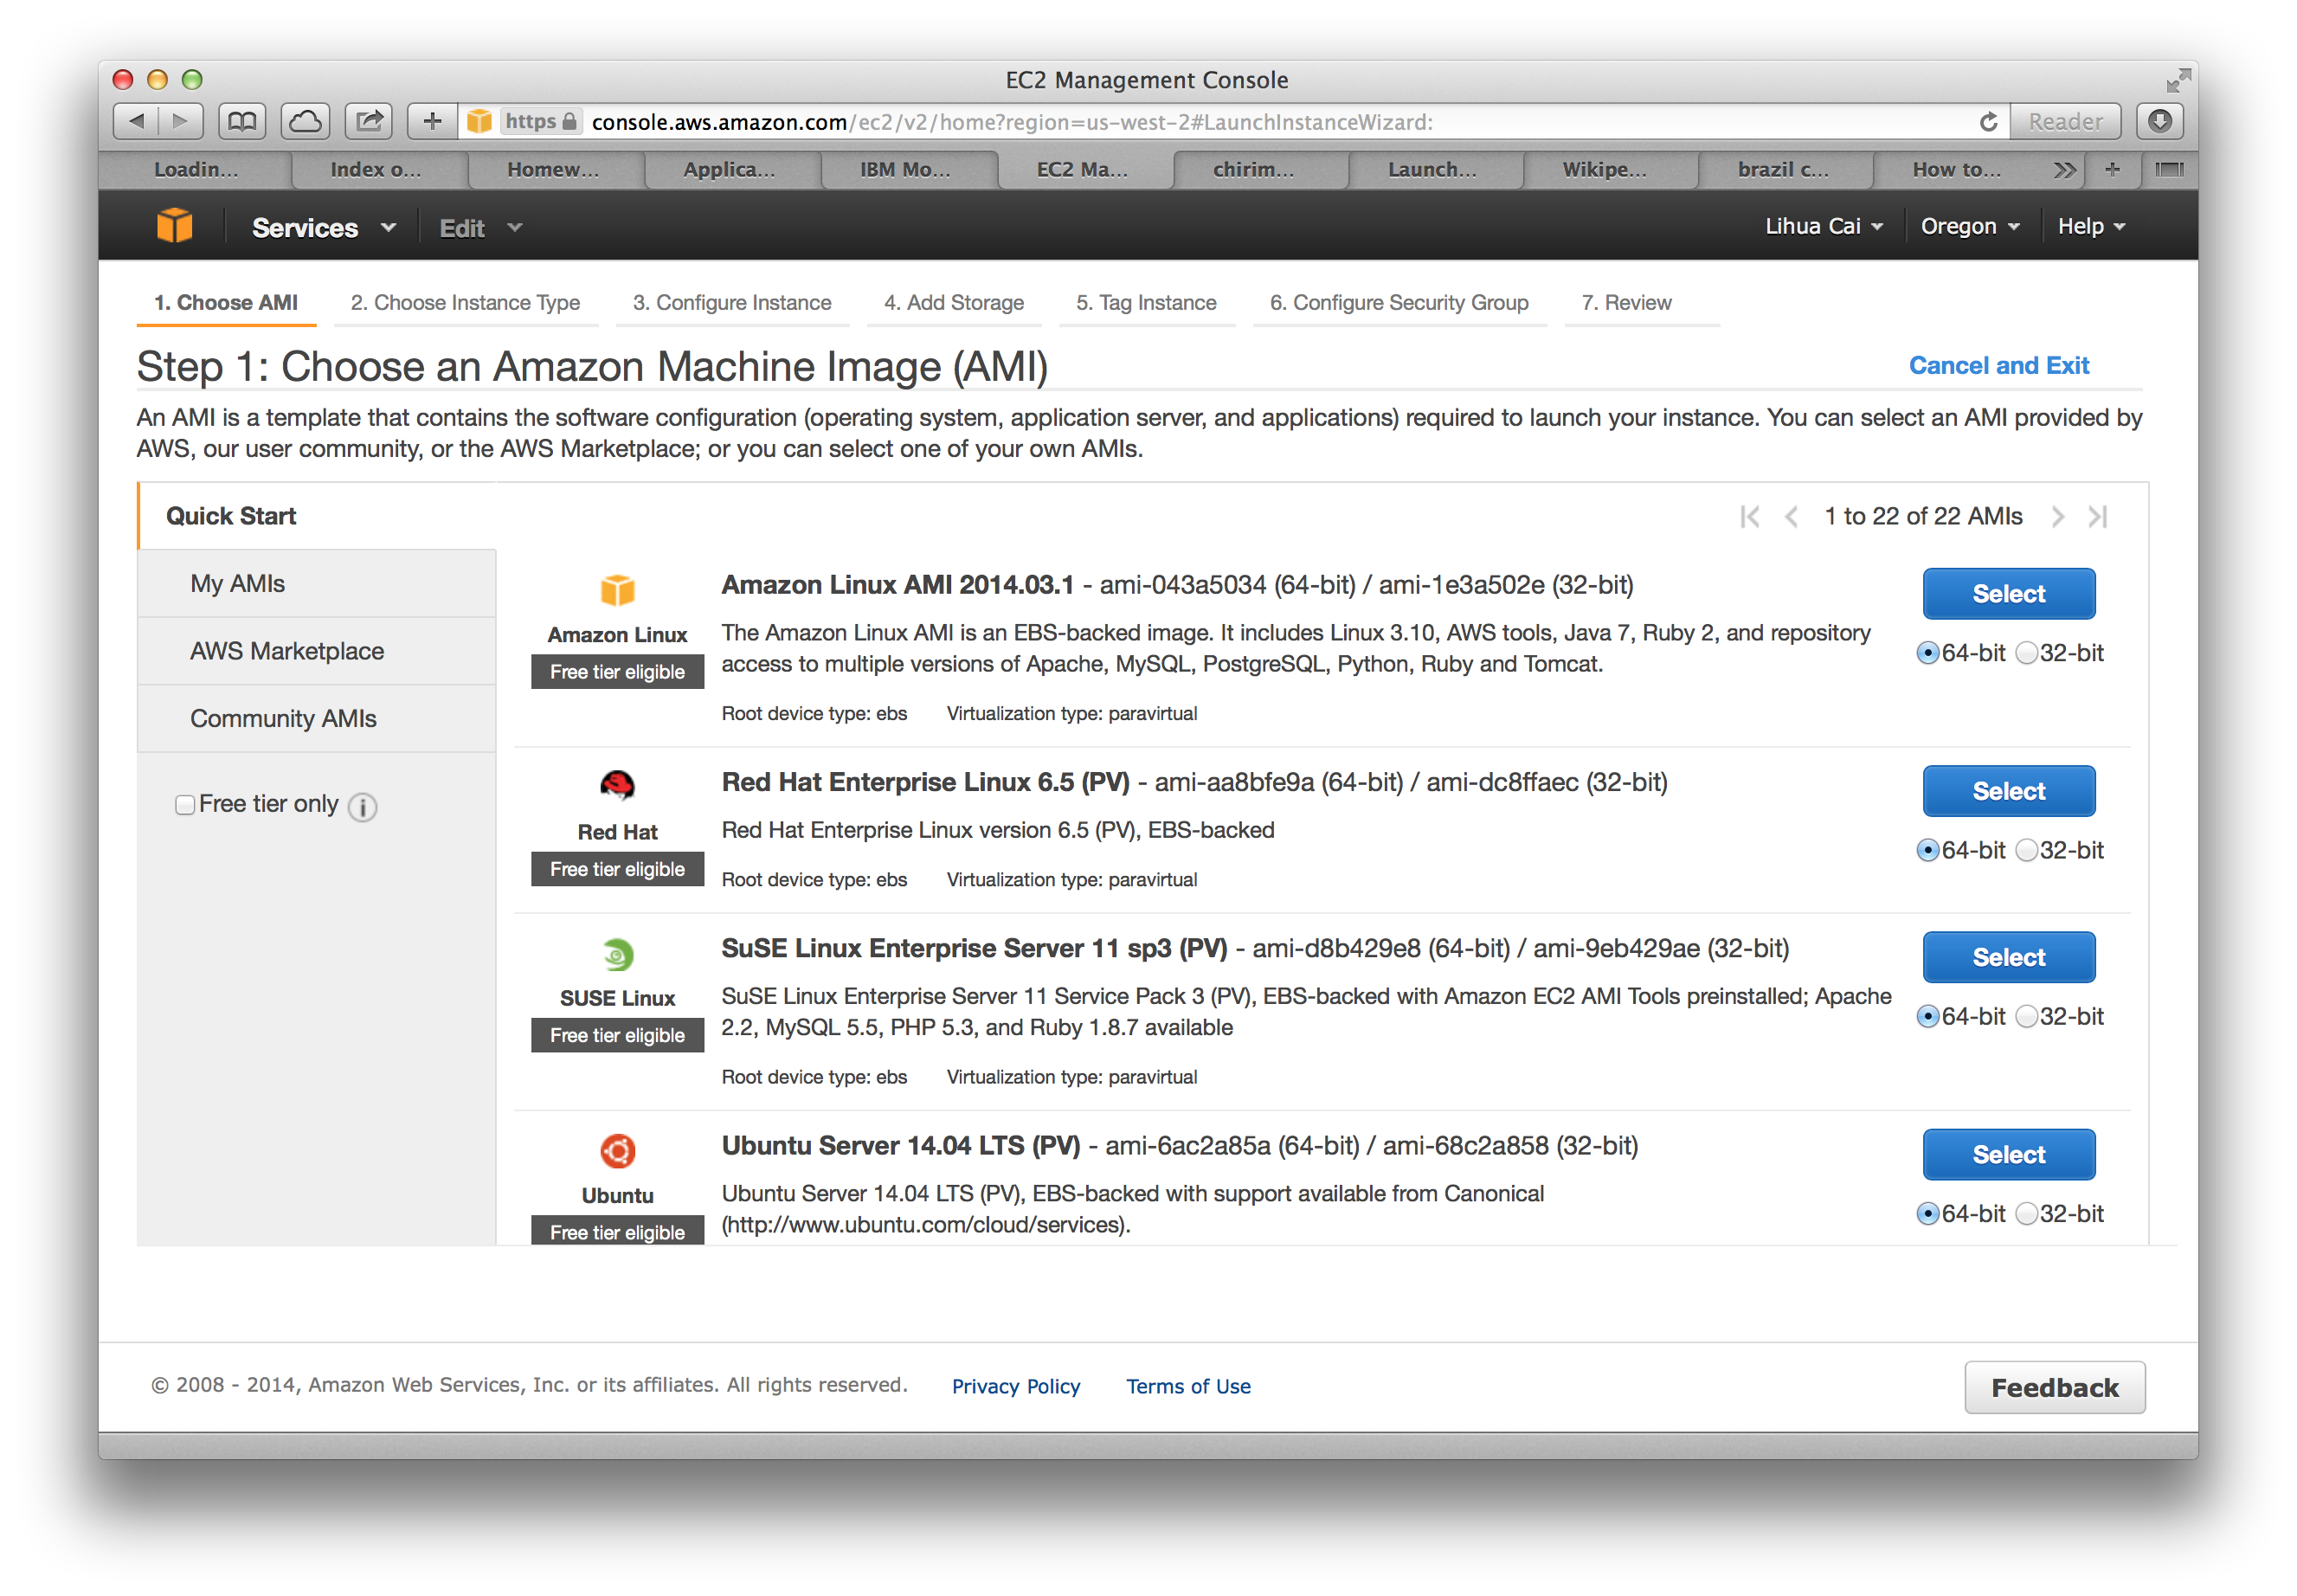 EC2 Management Console
https console.aws.amazon.com/ec2/v2/home?region=us-west-2#LaunchInstanceWizard: Reader
Loadin... Index o... Homew... Applica... IBM Mo... EC2 Ma... chirim... Launch... Wikipe... brazil c... How to...
Services Edit Lihua Cai Oregon Help
1. Choose AMI 2. Choose Instance Type 3. Configure Instance 4. Add Storage 5. Tag Instance 6. Configure Security Group 7. Review
Step 1: Choose an Amazon Machine Image (AMI) Cancel and Exit
An AMI is a template that contains the software configuration (operating system, application server, and applications) required to launch your instance. You can select an AMI provided by
AWS, our user community, or the AWS Marketplace; or you can select one of your own AMIs.
Quick Start
My AMIs
AWS Marketplace
Community AMIs
Free tier only
1 to 22 of 22 AMIs
Amazon Linux
Free tier eligible
Amazon Linux AMI 2014.03.1 - ami-043a5034 (64-bit) / ami-1e3a502e (32-bit)
The Amazon Linux AMI is an EBS-backed image. It includes Linux 3.10, AWS tools, Java 7, Ruby 2, and repository
access to multiple versions of Apache, MySQL, PostgreSQL, Python, Ruby and Tomcat.
Root device type: ebs Virtualization type: paravirtual
Select
64-bit 32-bit
Red Hat
Free tier eligible
Red Hat Enterprise Linux 6.5 (PV) - ami-aa8bfe9a (64-bit) / ami-dc8ffaec (32-bit)
Red Hat Enterprise Linux version 6.5 (PV), EBS-backed
Root device type: ebs Virtualization type: paravirtual
Select
64-bit 32-bit
SUSE Linux
Free tier eligible
SuSE Linux Enterprise Server 11 sp3 (PV) - ami-d8b429e8 (64-bit) / ami-9eb429ae (32-bit)
SuSE Linux Enterprise Server 11 Service Pack 3 (PV), EBS-backed with Amazon EC2 AMI Tools preinstalled; Apache
2.2, MySQL 5.5, PHP 5.3, and Ruby 1.8.7 available
Root device type: ebs Virtualization type: paravirtual
Select
64-bit 32-bit
Ubuntu
Free tier eligible
Ubuntu Server 14.04 LTS (PV) - ami-6ac2a85a (64-bit) / ami-68c2a858 (32-bit)
Ubuntu Server 14.04 LTS (PV), EBS-backed with support available from Canonical
(http://www.ubuntu.com/cloud/services).
Select
64-bit 32-bit
© 2008 - 2014, Amazon Web Services, Inc. or its affiliates. All rights reserved. Privacy Policy Terms of Use Feedback